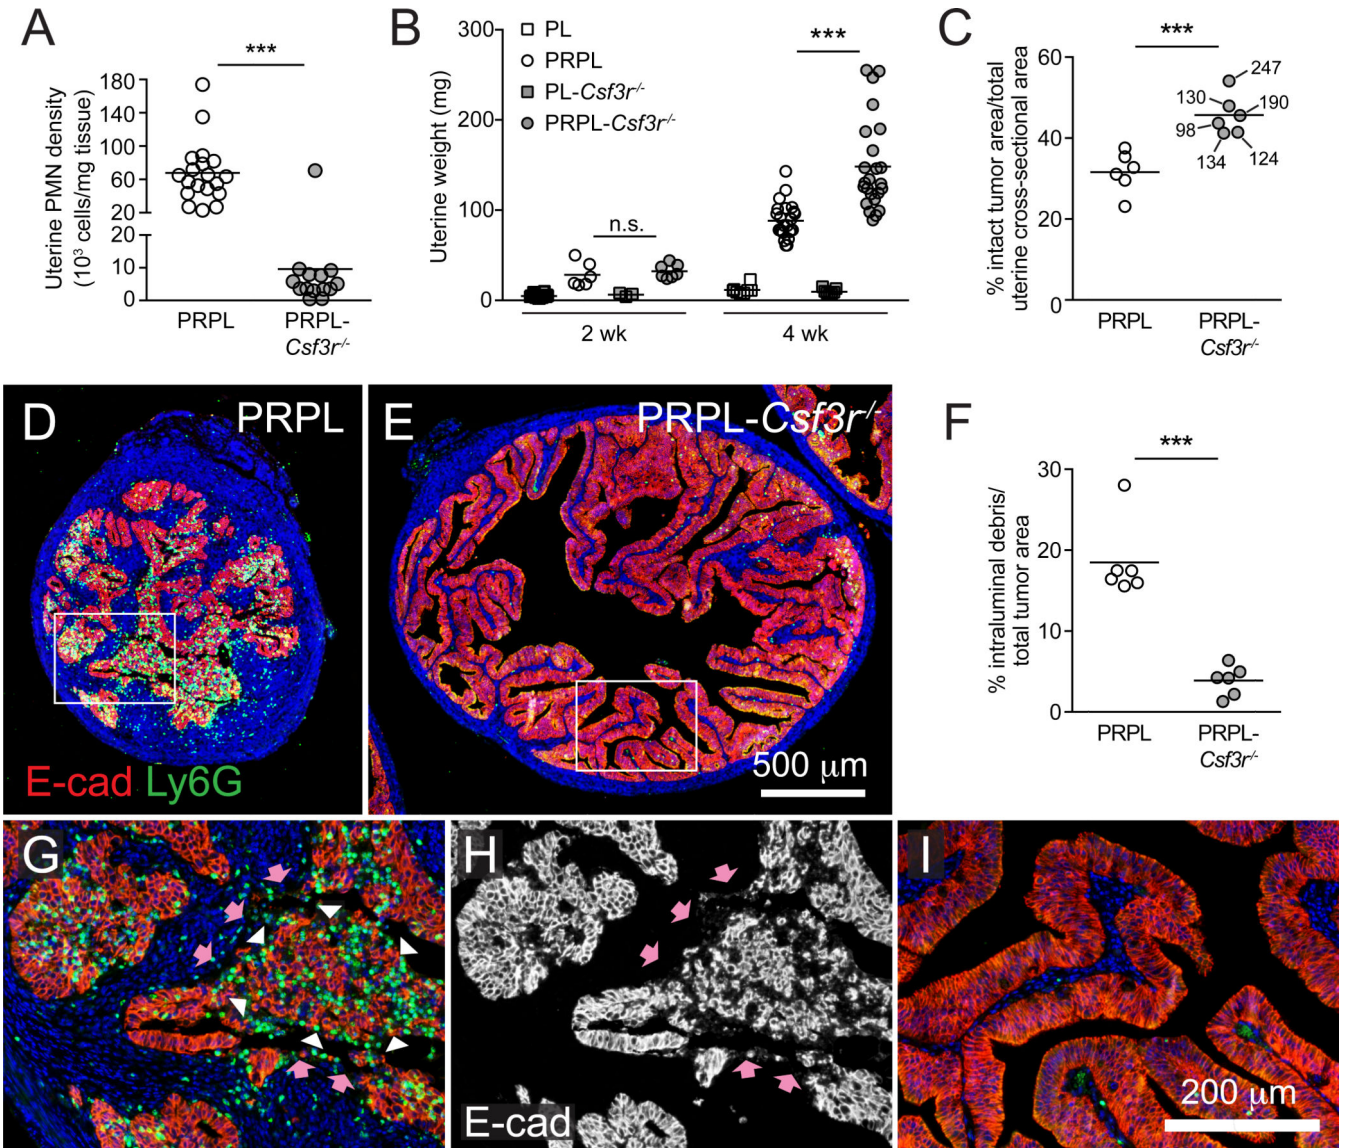 A
***
Uterine PMN density
(10³ cells/mg tissue)
180
140
100
60
20
20
10
0
PRPL
PRPL-
Csf3r-/-
B
Uterine weight (mg)
300
200
100
0
PL
PRPL
PL-Csf3r-/-
PRPL-Csf3r-/-
n.s.
***
2 wk
4 wk
C
***
% intact tumor area/total
uterine cross-sectional area
60
40
20
0
247
130
190
98
134
124
PRPL
PRPL-
Csf3r-/-
D
PRPL
E-cad Ly6G
E
PRPL-Csf3r-/-
500 µm
F
***
% intraluminal debris/
total tumor area
30
20
10
0
PRPL
PRPL-
Csf3r-/-
G
H
E-cad
I
200 µm